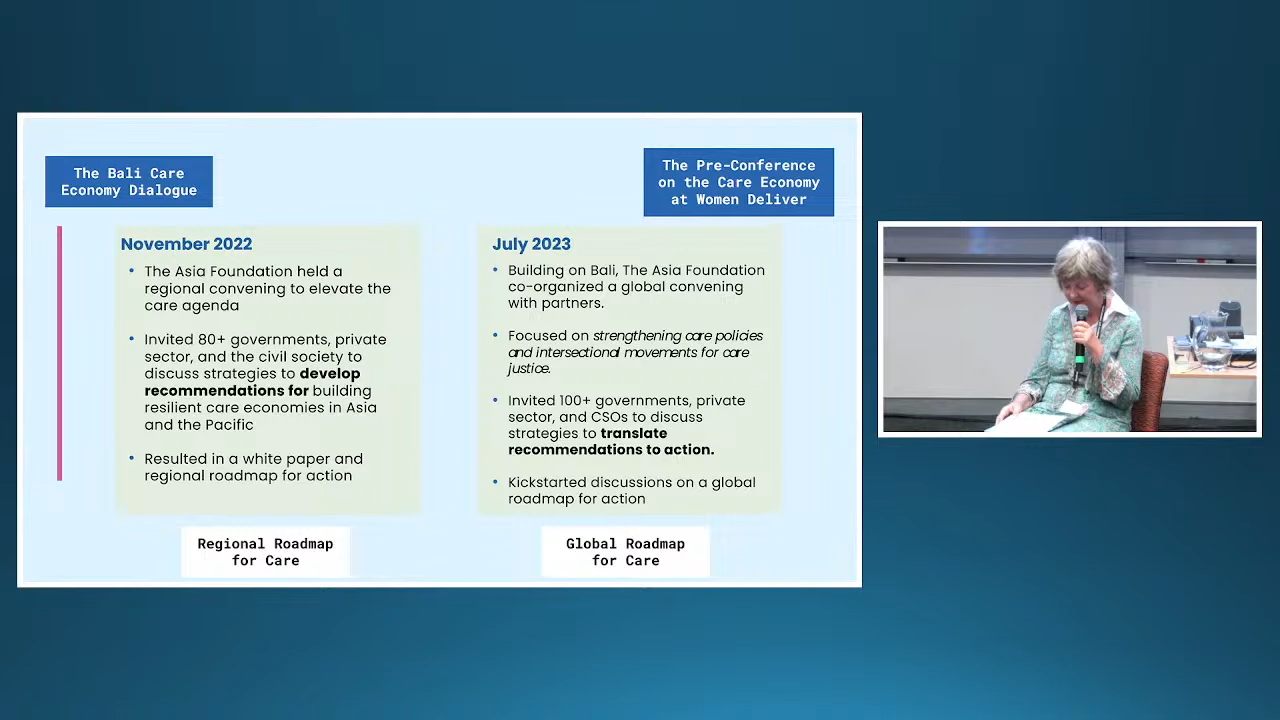 The Bali Care
Economy Dialogue
The Pre-Conference
on the Care Economy
at Women Deliver
November 2022
• The Asia Foundation held a
regional convening to elevate the
care agenda
• Invited 80+ governments, private
sector, and the civil society to
discuss strategies to develop
recommendations for building
resilient care economies in Asia
and the Pacific
• Resulted in a white paper and
regional roadmap for action
Regional Roadmap
for Care
July 2023
• Building on Bali, The Asia Foundation
co-organized a global convening
with partners.
• Focused on strengthening care policies
and intersectional movements for care
justice.
• Invited 100+ governments, private
sector, and CSOs to discuss
strategies to translate
recommendations to action.
• Kickstarted discussions on a global
roadmap for action
Global Roadmap
for Care